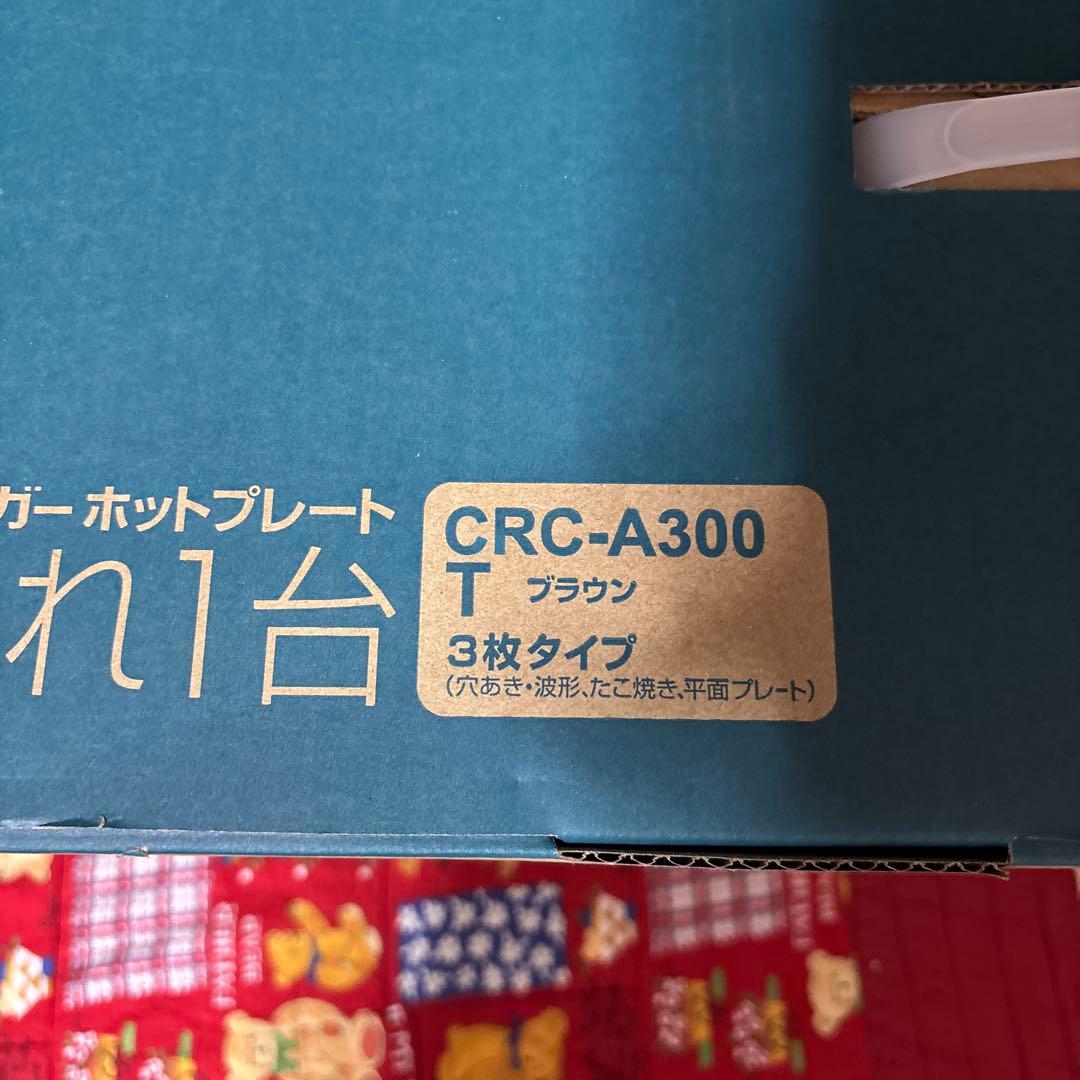 ガー ホットプレート
れ1台
CRC-A300
T ブラウン
3枚タイプ
(穴あき・波形、たこ焼き、平面プレート)